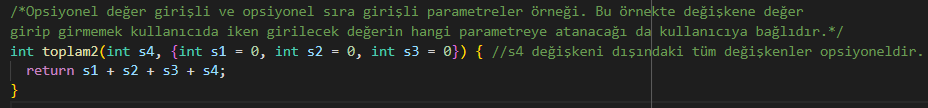 /*Opsiyonel değer girişli ve opsiyonel sıra girişli parametreler örneği. Bu örnekte değişkene değer
girip girmemek kullanıcıda iken girilecek değerin hangi parametreye atanacağı da kullanıcıya bağlıdır.*/
int toplam2(int s4, {int s1 = 0, int s2 = 0, int s3 = 0}) { //s4 değişkeni dışındaki tüm değişkenler opsiyoneldir.
  return s1 + s2 + s3 + s4;
}